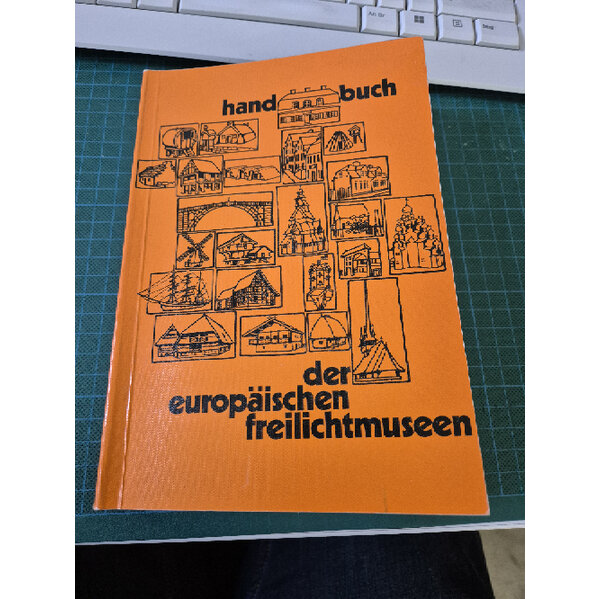 hand buch
der
europäischen
freilichtmuseen